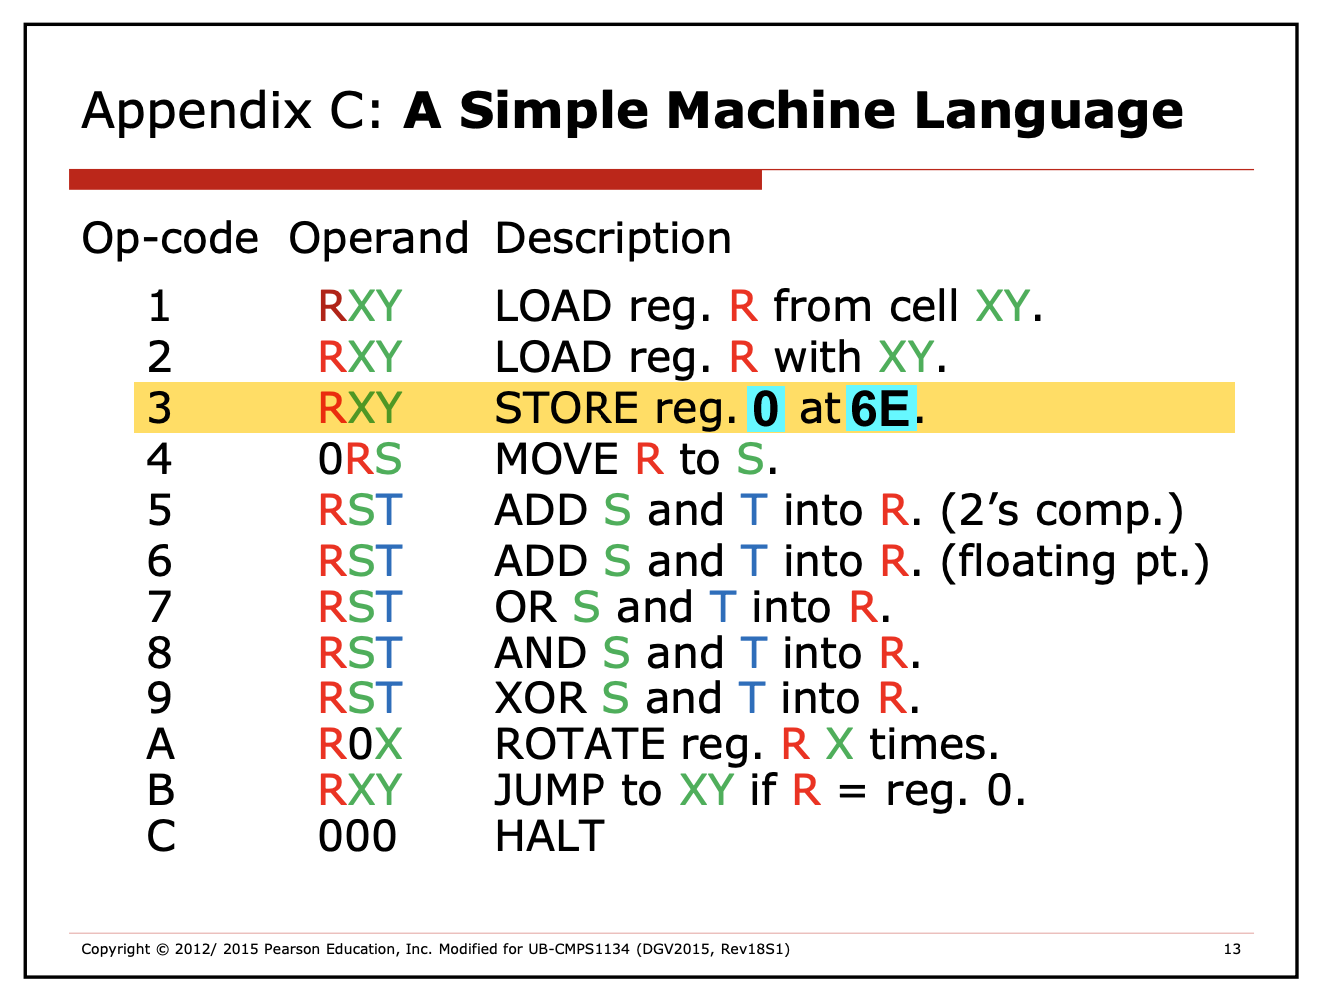 Appendix C: A Simple Machine Language
Op-code Operand Description
1 RXY LOAD reg. R from cell XY.
2 RXY LOAD reg. R with XY.
3 RXY STORE reg. 0 at 6E.
4 0RS MOVE R to S.
5 RST ADD S and T into R. (2’s comp.)
6 RST ADD S and T into R. (floating pt.)
7 RST OR S and T into R.
8 RST AND S and T into R.
9 RST XOR S and T into R.
A R0X ROTATE reg. R X times.
B RXY JUMP to XY if R = reg. 0.
C 000 HALT
Copyright © 2012/ 2015 Pearson Education, Inc. Modified for UB-CMPS1134 (DGV2015, Rev18S1) 13